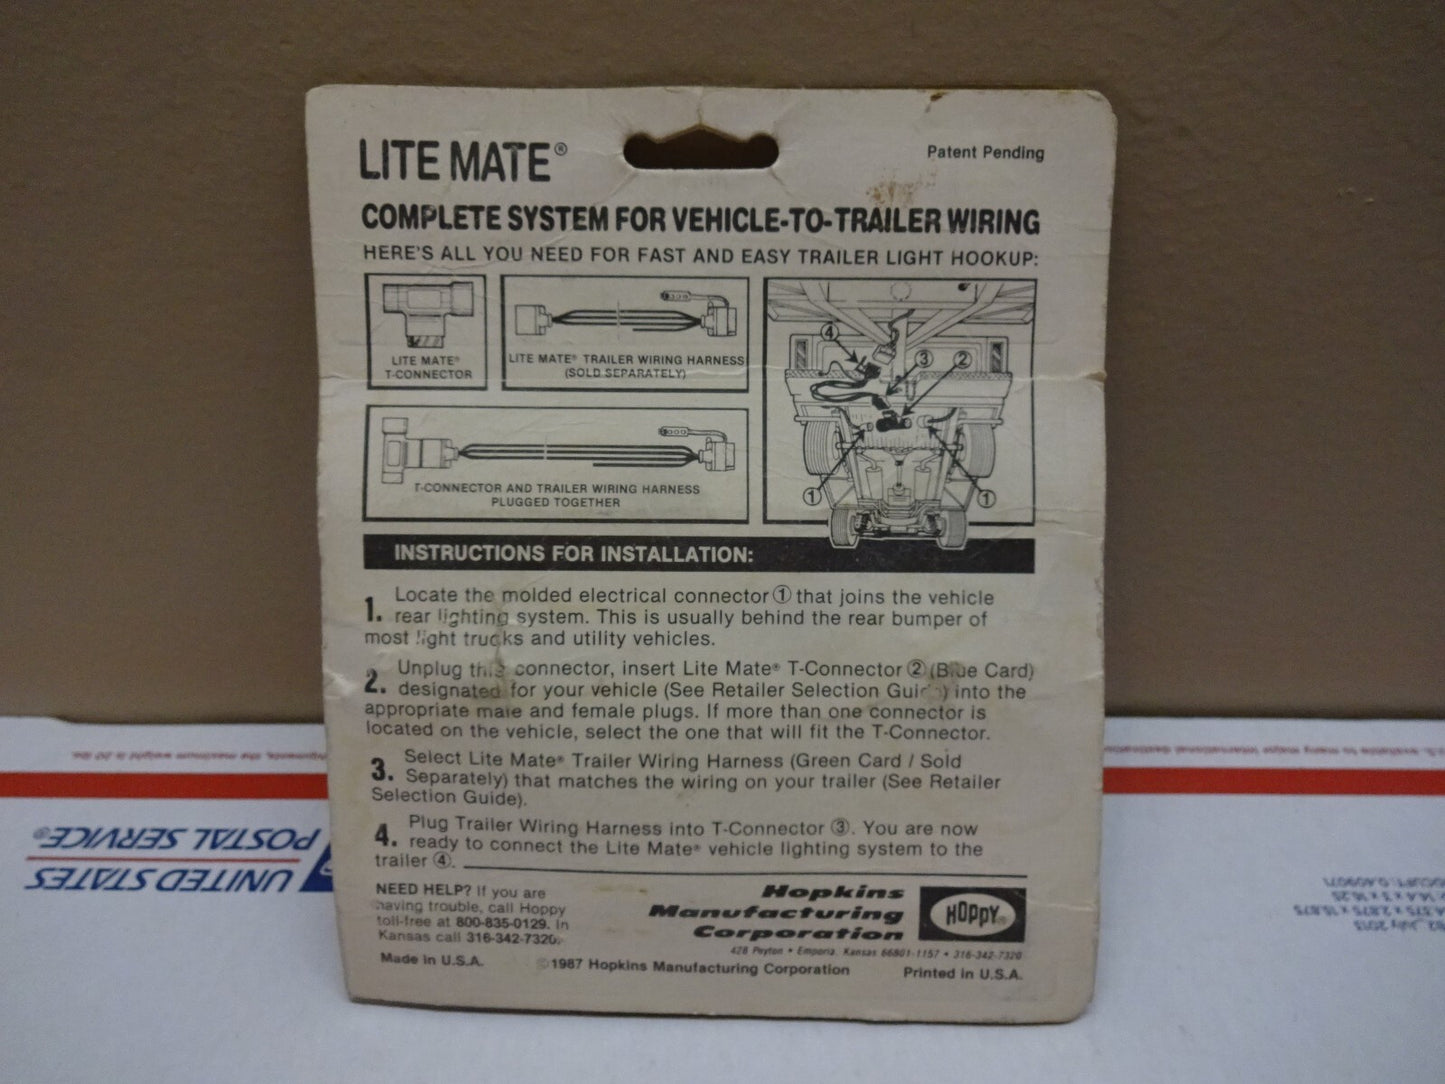 LITE MATE®
Patent Pending
COMPLETE SYSTEM FOR VEHICLE-TO-TRAILER WIRING
HERE'S ALL YOU NEED FOR FAST AND EASY TRAILER LIGHT HOOKUP:
LITE MATE®
T-CONNECTOR
LITE MATE® TRAILER WIRING HARNESS
(SOLD SEPARATELY)
T-CONNECTOR AND TRAILER WIRING HARNESS
PLUGGED TOGETHER
④
③
②
①
①
INSTRUCTIONS FOR INSTALLATION:
1. Locate the molded electrical connector ① that joins the vehicle
rear lighting system. This is usually behind the rear bumper of
most light trucks and utility vehicles.
2. Unplug this connector, insert Lite Mate® T-Connector ② (Blue Card)
designated for your vehicle (See Retailer Selection Guide) into the
appropriate male and female plugs. If more than one connector is
located on the vehicle, select the one that will fit the T-Connector.
3. Select Lite Mate® Trailer Wiring Harness (Green Card / Sold
Separately) that matches the wiring on your trailer (See Retailer
Selection Guide).
4. Plug Trailer Wiring Harness into T-Connector ③. You are now
ready to connect the Lite Mate® vehicle lighting system to the
trailer ④.
NEED HELP? If you are
having trouble, call Hoppy
toll-free at 800-835-0129. In
Kansas call 316-342-7320.
Hopkins
Manufacturing
Corporation
HOPPY®
428 Peyton • Emporia, Kansas 66801-1157 • 316-342-7320
Made in U.S.A.
©1987 Hopkins Manufacturing Corporation
Printed in U.S.A.
UNITED STATES
POSTAL SERVICE®